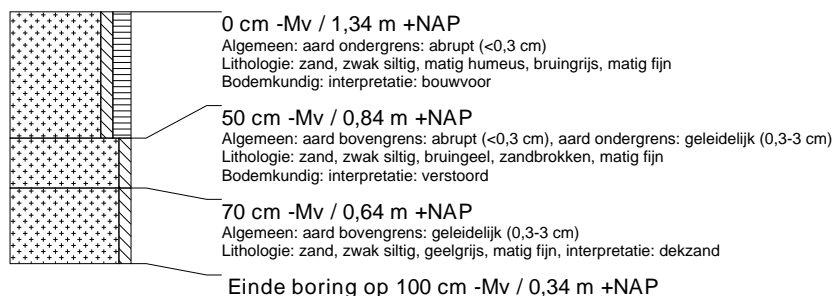 0 cm -Mv / 1,34 m +NAP
Algemeen: aard ondergrens: abrupt (<0,3 cm)
Lithologie: zand, zwak siltig, matig humeus, bruingrijs, matig fijn
Bodemkundig: interpretatie: bouwvoor
50 cm -Mv / 0,84 m +NAP
Algemeen: aard bovengrens: abrupt (<0,3 cm), aard ondergrens: geleidelijk (0,3-3 cm)
Lithologie: zand, zwak siltig, bruingeel, zandbrokken, matig fijn
Bodemkundig: interpretatie: verstoord
70 cm -Mv / 0,64 m +NAP
Algemeen: aard bovengrens: geleidelijk (0,3-3 cm)
Lithologie: zand, zwak siltig, geelgrijs, matig fijn, interpretatie: dekzand
Einde boring op 100 cm -Mv / 0,34 m +NAP